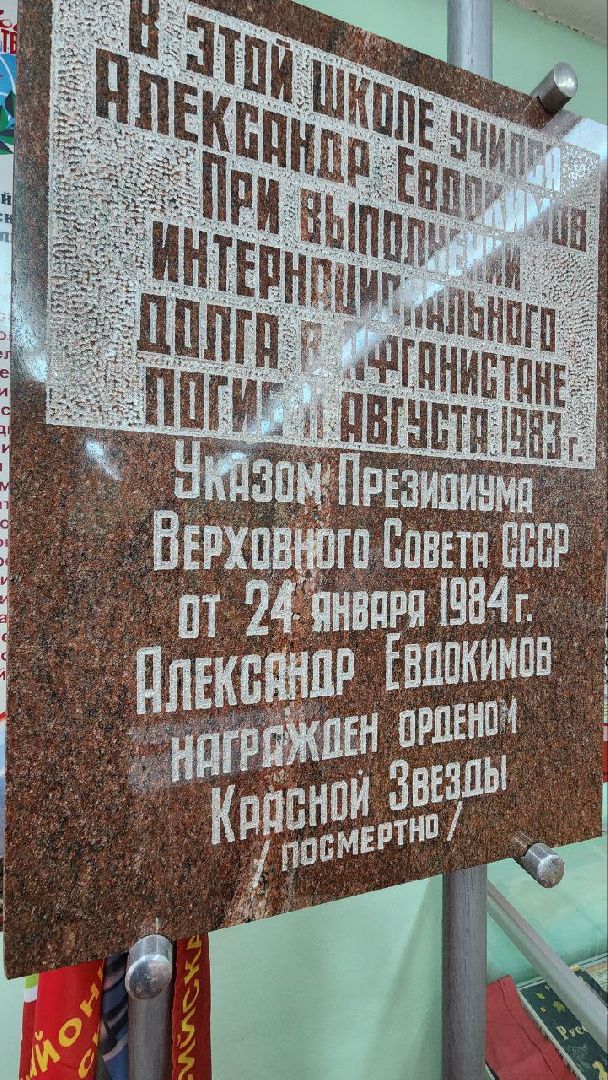 В ЭТОЙ ШКОЛЕ УЧИЛСЯ
АЛЕКСАНДР ЕВДОКИМОВ
ПРИ ВЫПОЛНЕНИИ
ИНТЕРНАЦИОНАЛЬНОГО
ДОЛГА В АФГАНИСТАНЕ
ПОГИБ АВГУСТА 1983 г.
Указом Президиума
Верховного Совета СССР
от 24 января 1984 г.
Александр Евдокимов
награжден орденом
Красной Звезды
/ посмертно /